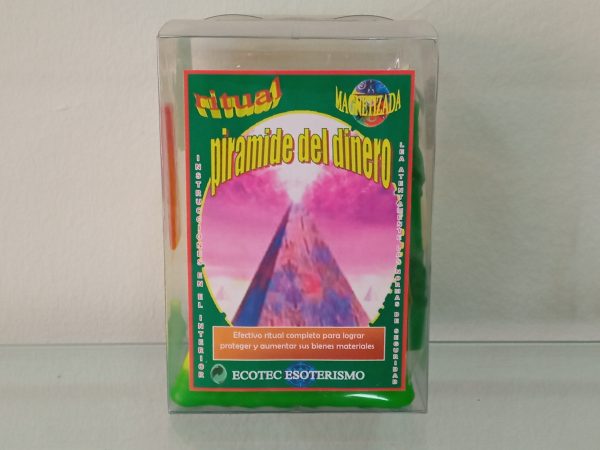 ritual
MAGNETIZADA
piramide del dinero
INSTRUCCIONES EN EL INTERIOR
LEA ATENTAMENTE LAS NORMAS DE SEGURIDAD
Efectivo ritual completo para lograr
proteger y aumentar sus bienes materiales
ECOTEC ESOTERISMO